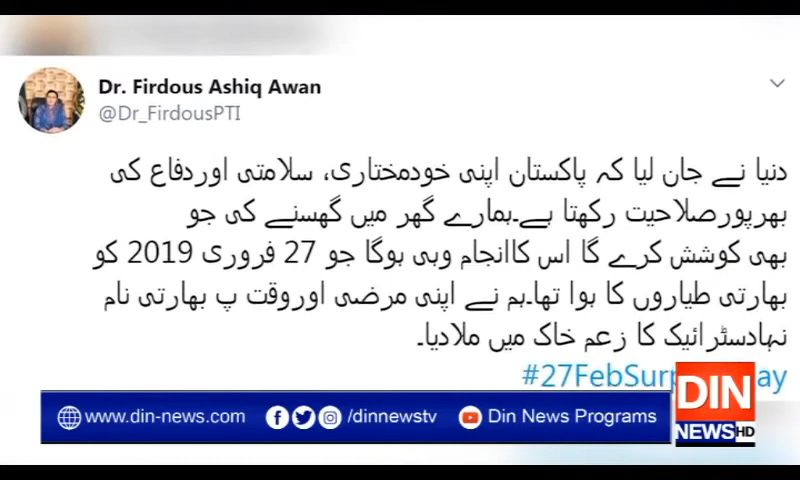 Dr. Firdous Ashiq Awan
@Dr_FirdousPTI
دنیا نے جان لیا کہ پاکستان اپنی خودمختاری، سلامتی اوردفاع کی
بھرپورصلاحیت رکھتا ہے۔ہمارے گھر میں گھسنے کی جو
بھی کوشش کرے گا اس کاانجام وہی ہوگا جو 27 فروری 2019 کو
بھارتی طیاروں کا ہوا تھا۔ہم نے اپنی مرضی اوروقت پ بھارتی نام
نہادسٹرائیک کا زعم خاک میں ملادیا۔
www.din-news.com /dinnewstv Din News Programs
DIN
NEWS HD